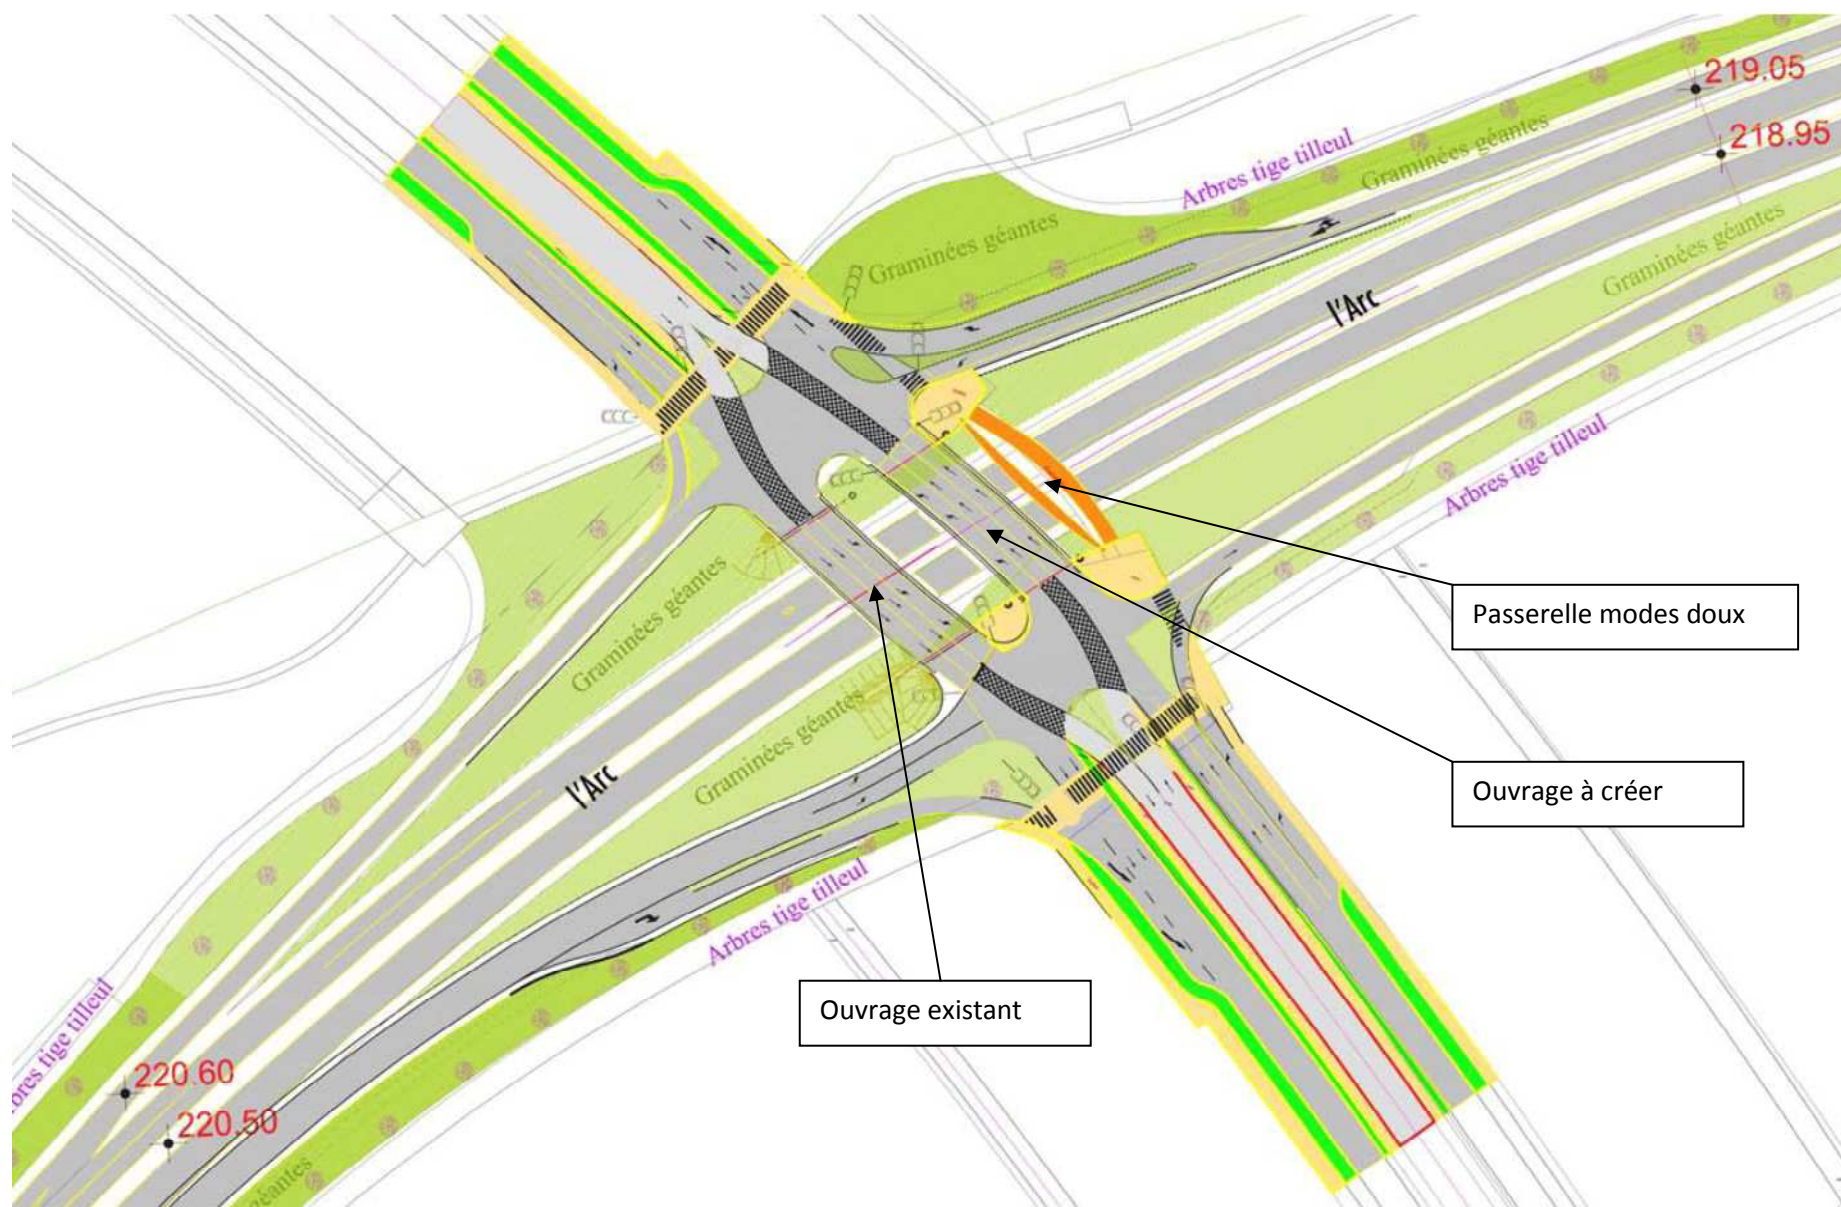 219.05
218.95
Arbres tige tilleul
Graminées géantes
Graminées géantes
Graminées géantes
l'Arc
Arbres tige tilleul
Passerelle modes doux
Graminées géantes
Graminées géantes
l'Arc
Ouvrage à créer
Arbres tige tilleul
Ouvrage existant
bres tige tilleul
220.60
220.50
géantes